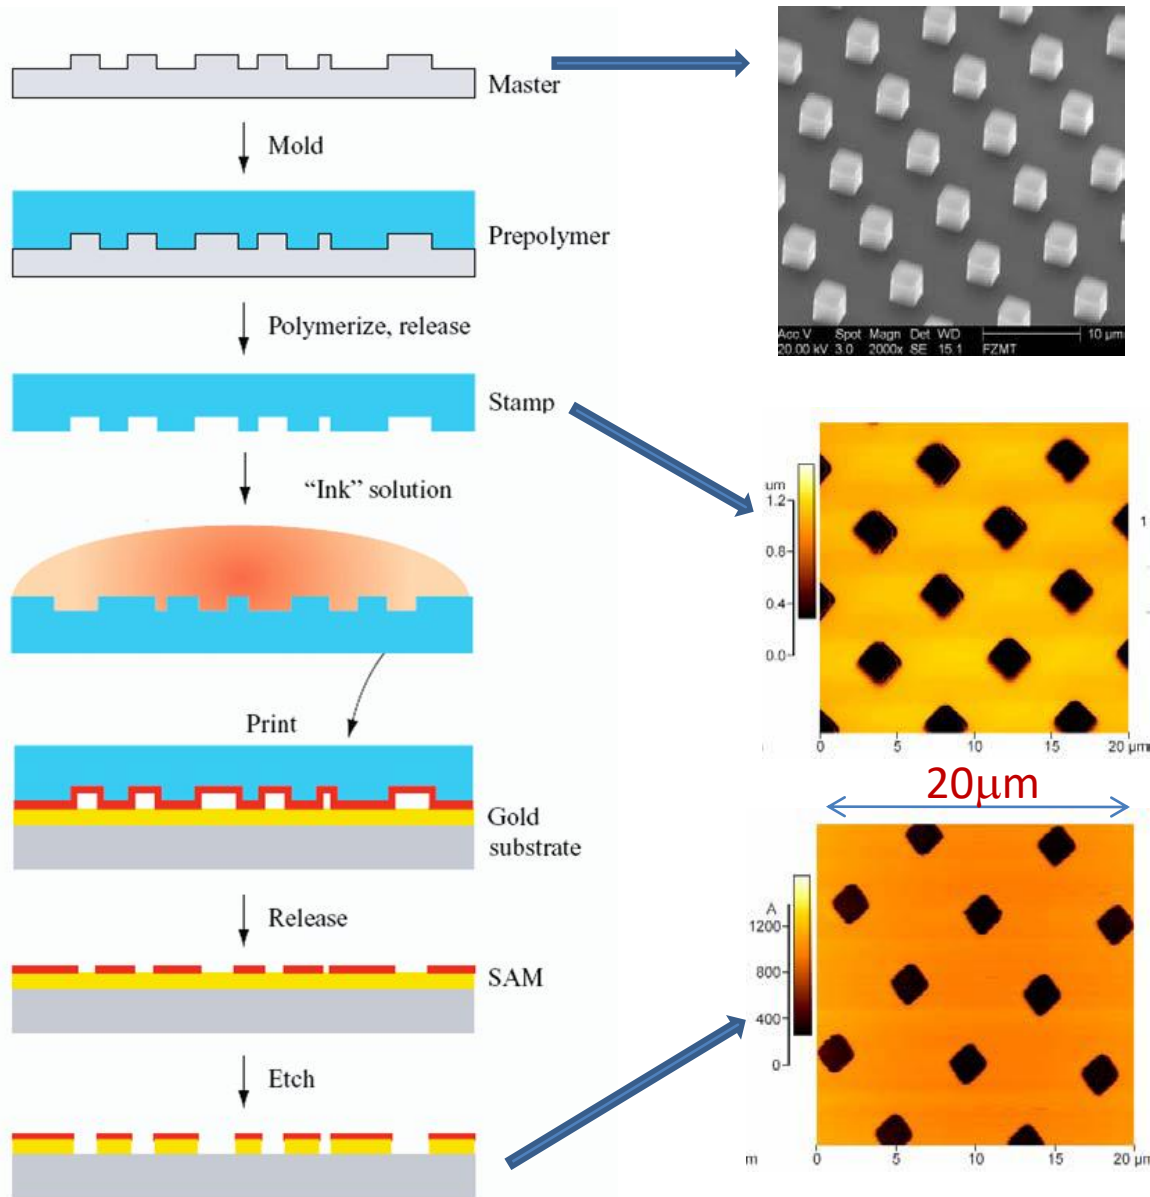 Master
Mold
Prepolymer
Polymerize, release
Stamp
“Ink” solution
Print
Gold
substrate
Release
SAM
Etch
Acc.V Spot Magn Det WD 10 µm
20.00 kV 3.0 2000x SE 15.1 FZMT
um
1.2
0.8
0.4
0.0
1
0 5 10 15 20 µm
20µm
A
1200
800
400
0
m
0 5 10 15 20 µm